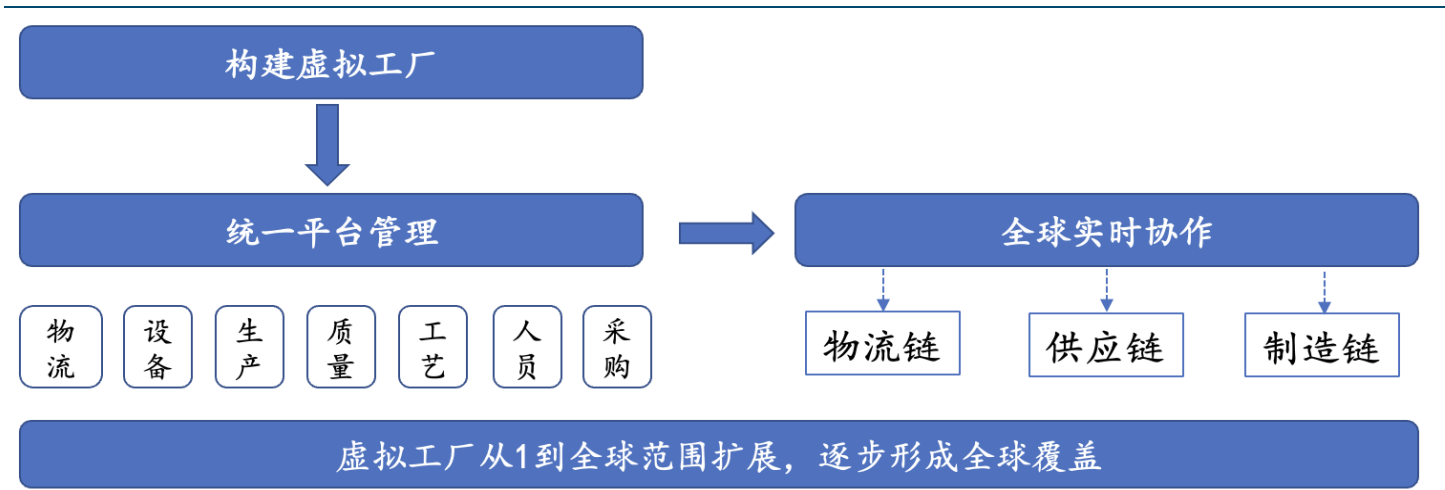 构建虚拟工厂
统一平台管理
全球实时协作
物流
设备
生产
质量
工艺
人员
采购
物流链
供应链
制造链
虚拟工厂从1到全球范围扩展，逐步形成全球覆盖